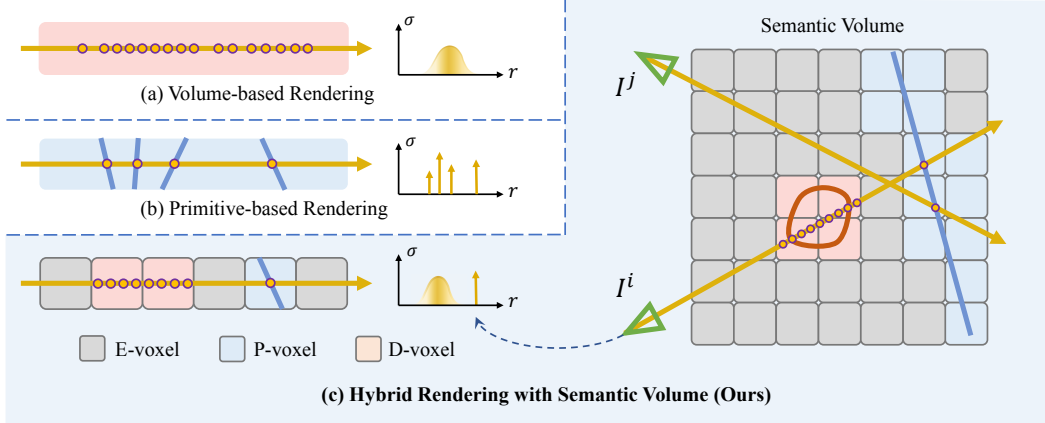 σ
r
(a) Volume-based Rendering
σ
r
(b) Primitive-based Rendering
σ
r
E-voxel P-voxel D-voxel
Semantic Volume
I^j
I^i
(c) Hybrid Rendering with Semantic Volume (Ours)